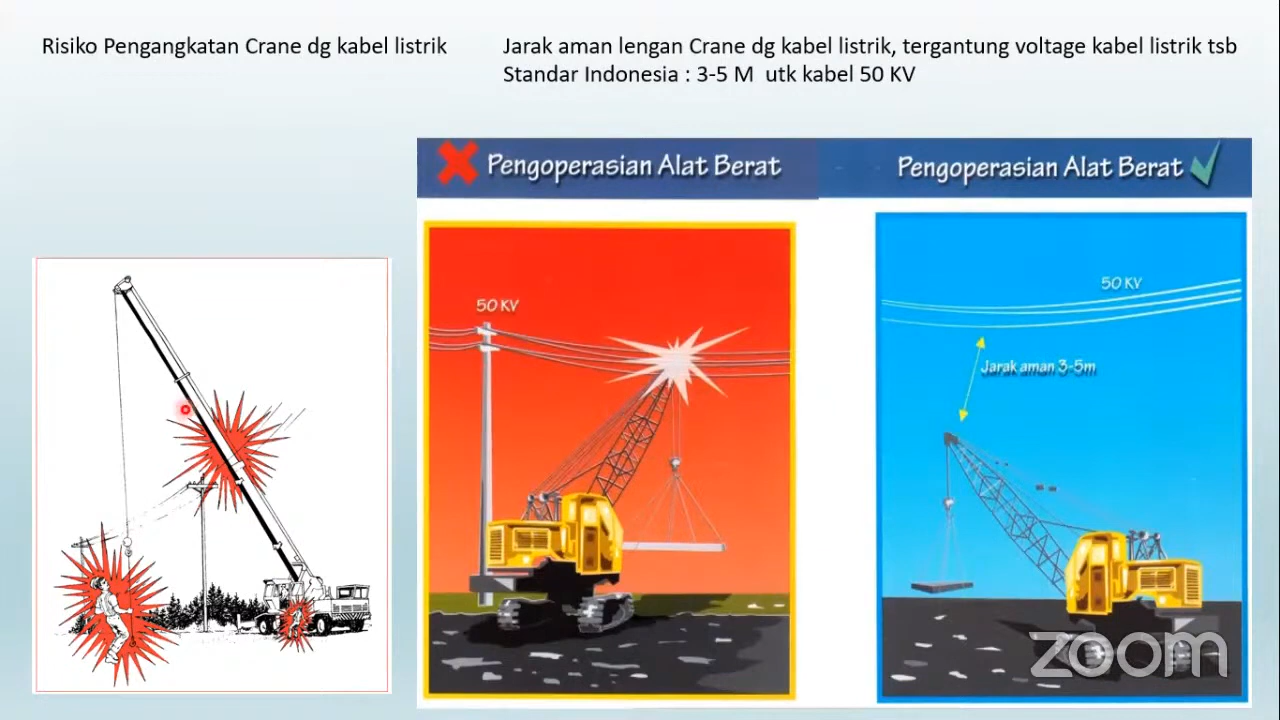 Risiko Pengangkatan Crane dg kabel listrik
Jarak aman lengan Crane dg kabel listrik, tergantung voltage kabel listrik tsb
Standar Indonesia : 3-5 M utk kabel 50 KV
Pengoperasian Alat Berat
Pengoperasian Alat Berat
50 KV
50 KV
Jarak aman 3-5m
zoom